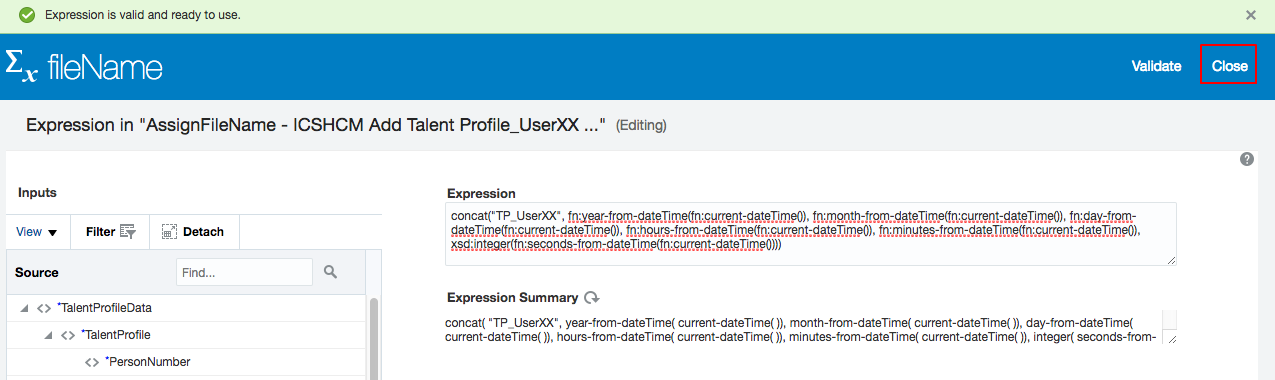 Expression is valid and ready to use.
Σx fileName
Validate
Close
Expression in "AssignFileName - ICSHCM Add Talent Profile_UserXX ..." (Editing)
Inputs
View
Filter
Detach
Source
Find...
*TalentProfileData
*TalentProfile
*PersonNumber
Expression
concat("TP_UserXX", fn:year-from-dateTime(fn:current-dateTime()), fn:month-from-dateTime(fn:current-dateTime()), fn:day-from-
dateTime(fn:current-dateTime()), fn:hours-from-dateTime(fn:current-dateTime()), fn:minutes-from-dateTime(fn:current-dateTime()),
xsd:integer(fn:seconds-from-dateTime(fn:current-dateTime())))
Expression Summary
concat( "TP_UserXX", year-from-dateTime( current-dateTime( )), month-from-dateTime( current-dateTime( )), day-from-dateTime(
current-dateTime( )), hours-from-dateTime( current-dateTime( )), minutes-from-dateTime( current-dateTime( )), integer( seconds-from-